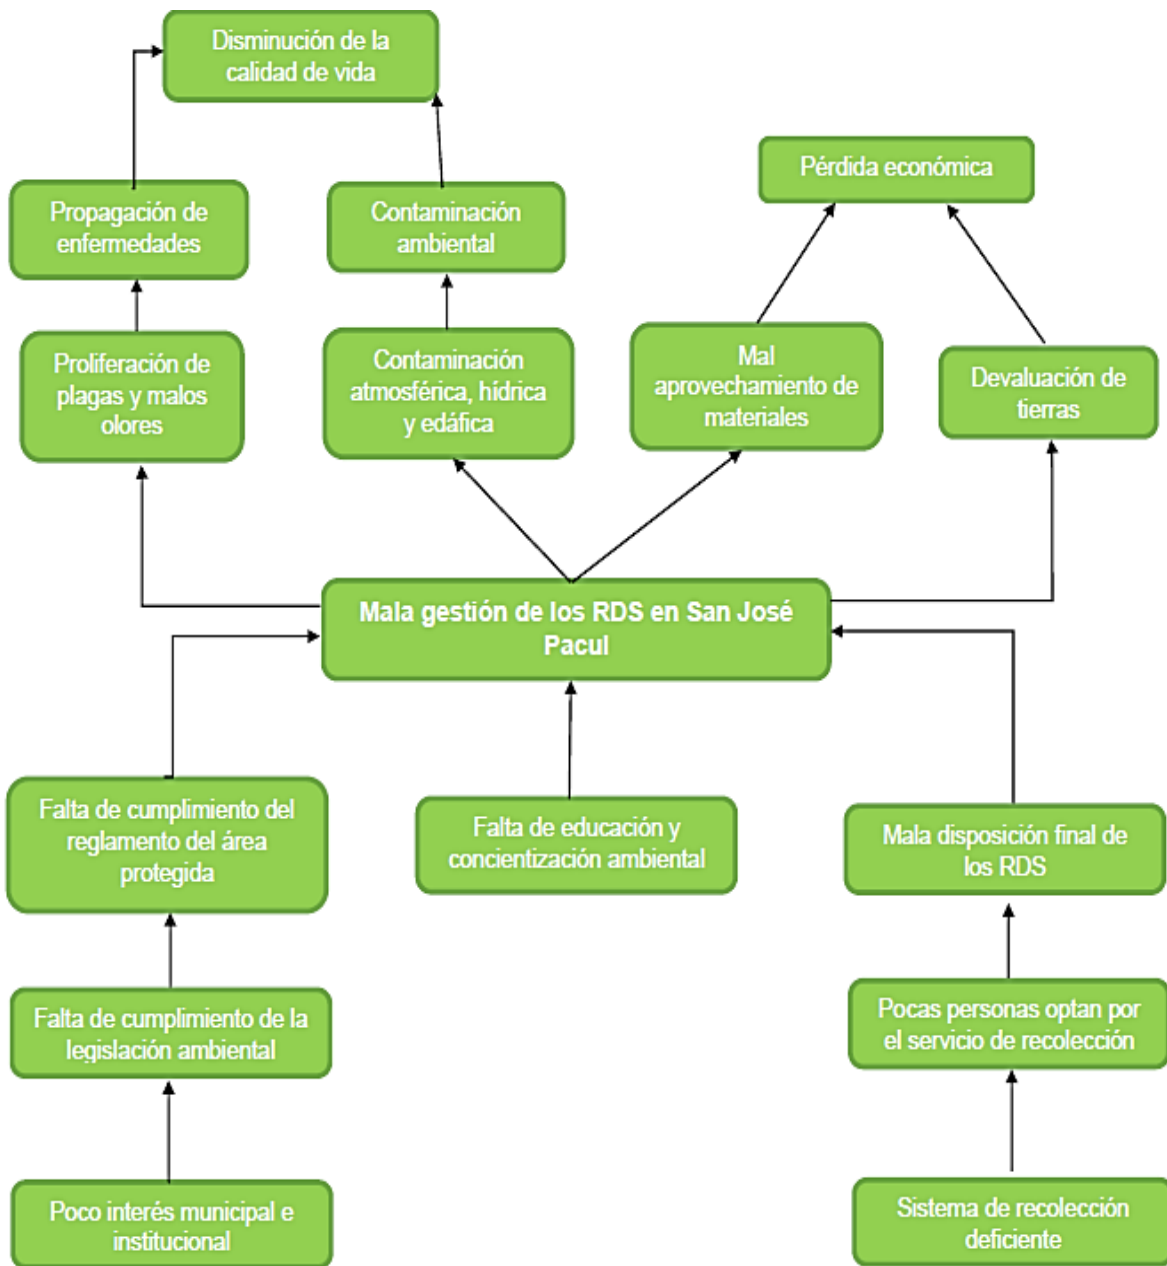 Disminución de la
calidad de vida
Pérdida económica
Propagación de
enfermedades
Contaminación
ambiental
Proliferación de
plagas y malos
olores
Contaminación
atmosférica, hídrica
y edáfica
Mal
aprovechamiento de
materiales
Devaluación de
tierras
Mala gestión de los RDS en San José
Pacul
Falta de cumplimiento del
reglamento del área
protegida
Falta de educación y
concientización ambiental
Mala disposición final de
los RDS
Falta de cumplimiento de la
legislación ambiental
Pocas personas optan por
el servicio de recolección
Poco interés municipal e
institucional
Sistema de recolección
deficiente